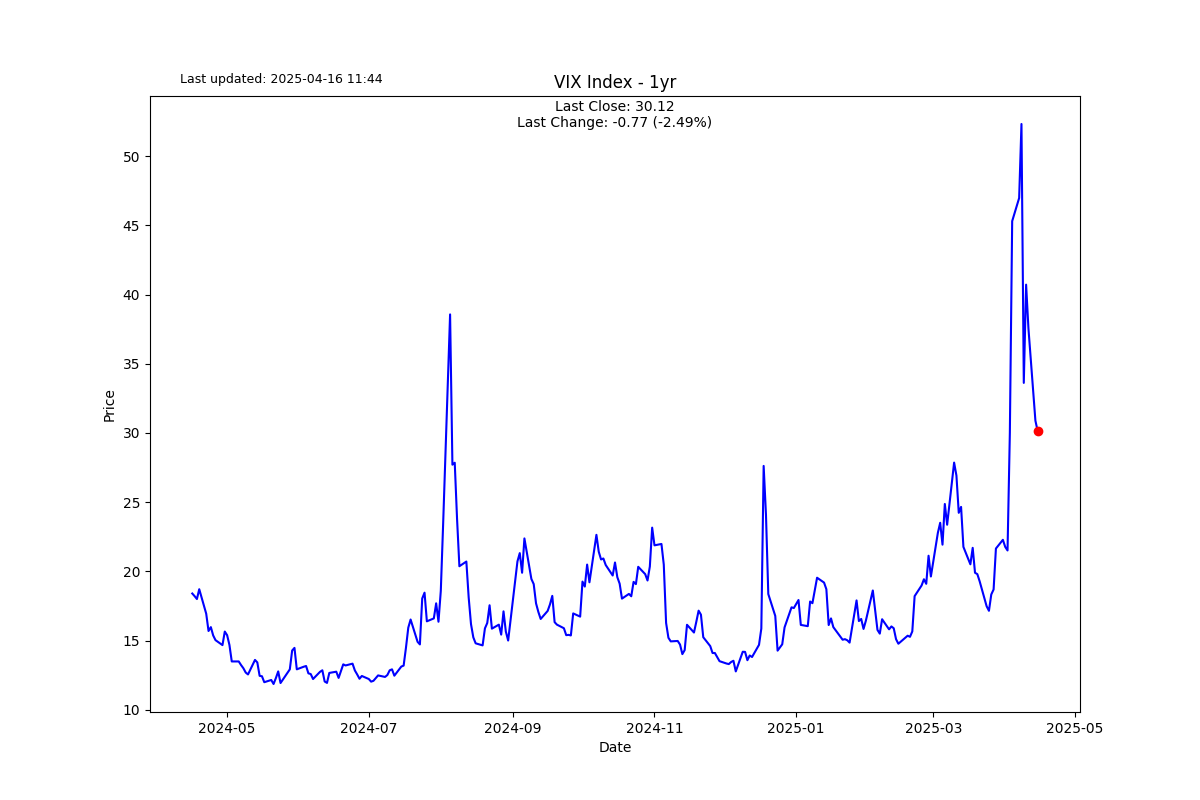 Last updated: 2025-04-16 11:44
VIX Index - 1yr
Last Close: 30.12
Last Change: -0.77 (-2.49%)
50
45
40
35
30
25
20
15
10
Price
2024-05
2024-07
2024-09
2024-11
2025-01
2025-03
2025-05
Date